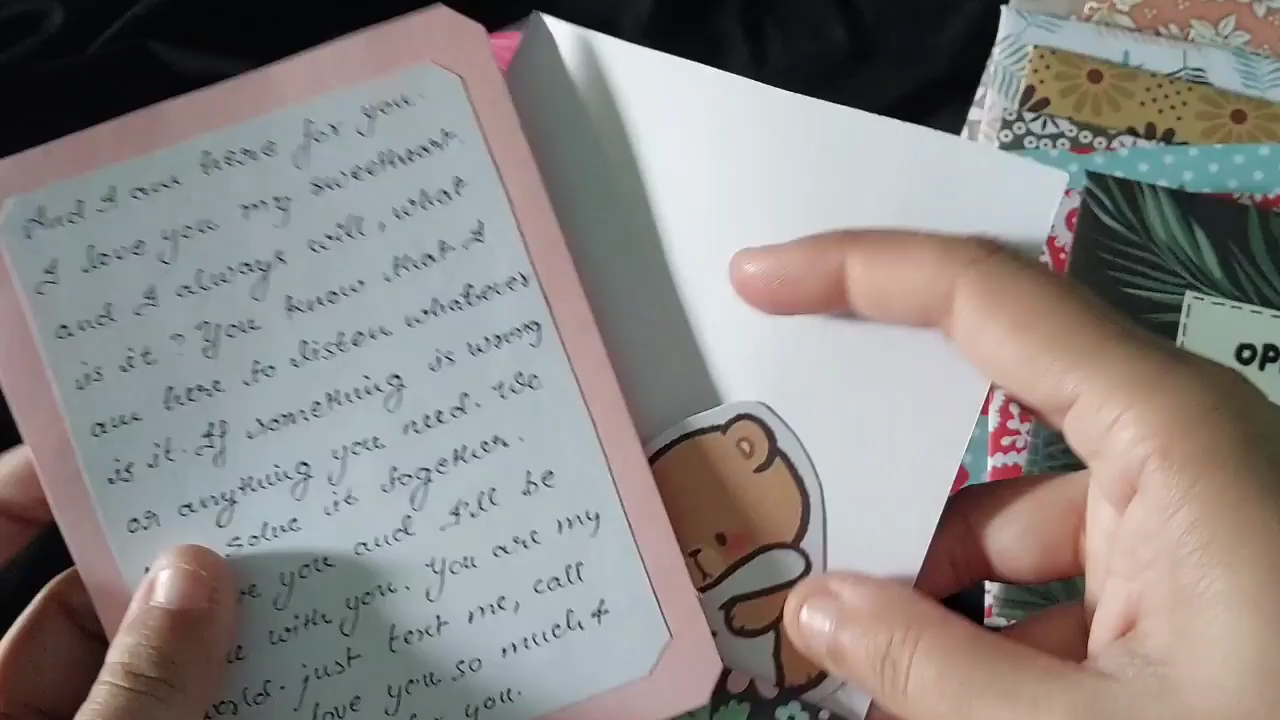 And I am here for you.
I love you my sweetheart.
and I always will, what
is it? You know that I
am here to listen whatever
is it. If something is wrong
or anything you need. We
solve it together.
you and I'll be
with you. You are my
just text me, call
love you so much &
you.
OP